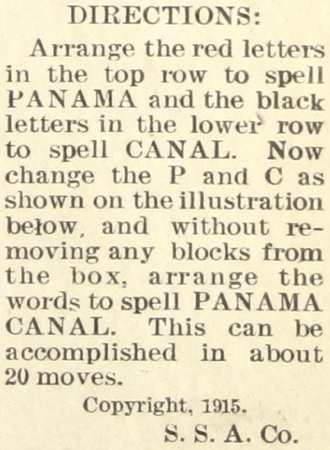 DIRECTIONS:
Arrange the red letters
in the top row to spell
PANAMA and the black
letters in the lower row
to spell CANAL. Now
change the P and C as
shown on the illustration
below, and without re-
moving any blocks from
the box, arrange the
words to spell PANAMA
CANAL. This can be
accomplished in about
20 moves.
Copyright, 1915.
S. S. A. Co.